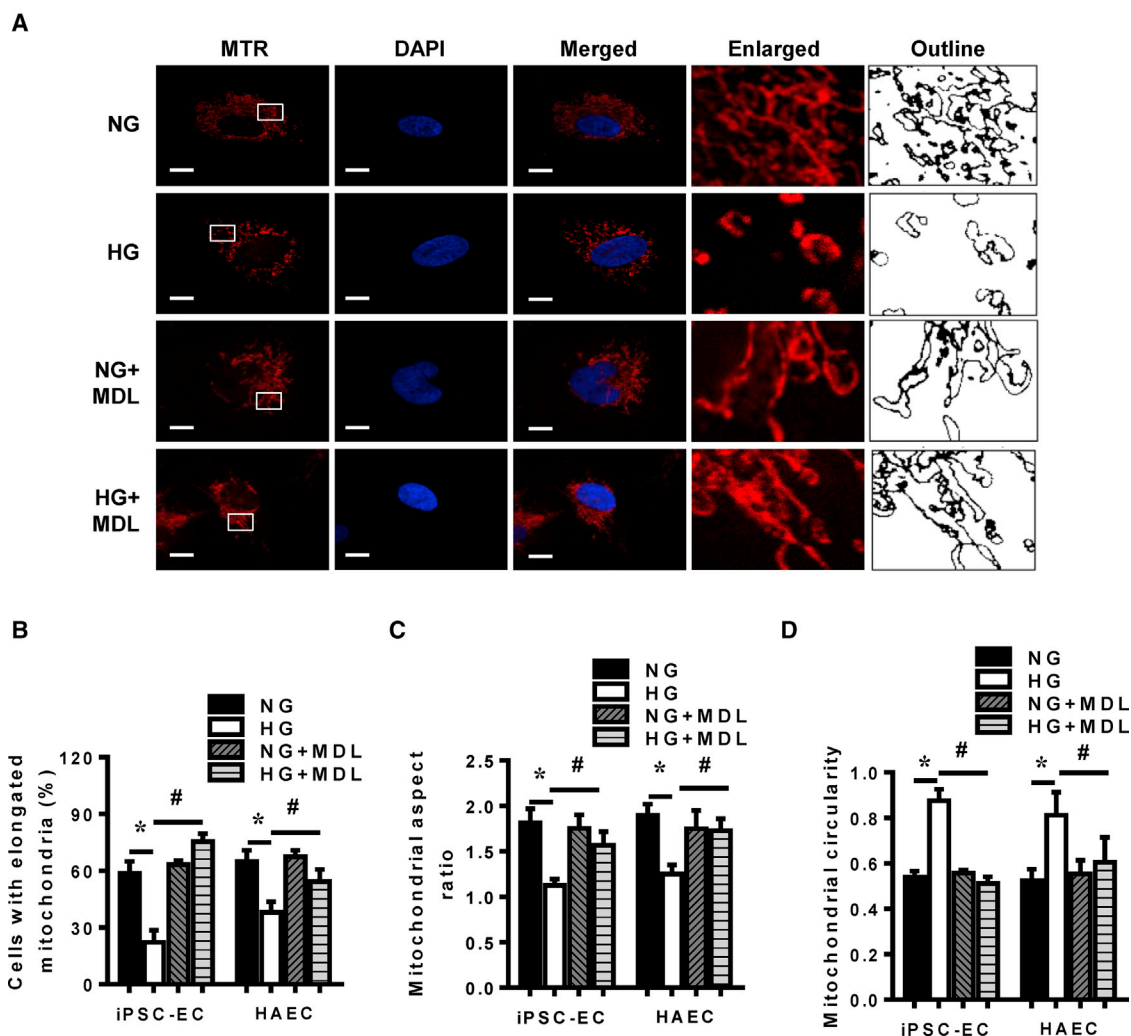 A
MTR DAPI Merged Enlarged Outline
NG
HG
NG+
MDL
HG+
MDL
B
NG
HG
NG+MDL
HG+MDL
Cells with elongated
mitochondria (%)
120
90
60
30
0
* # * #
iPSC-EC HAEC
C
NG
HG
NG+MDL
HG+MDL
Mitochondrial aspect
ratio
2.5
2.0
1.5
1.0
0.5
0.0
* # * #
iPSC-EC HAEC
D
NG
HG
NG+MDL
HG+MDL
Mitochondrial circularity
1.0
0.8
0.6
0.4
0.2
0.0
* # * #
iPSC-EC HAEC